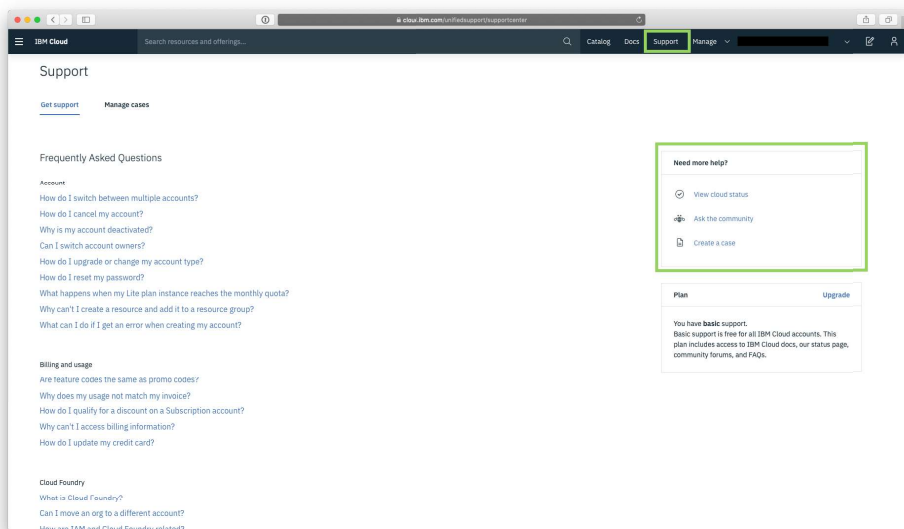 cloud.ibm.com/unifiedsupport/supportcenter
IBM Cloud
Search resources and offerings...
Catalog
Docs
Support
Manage
Support
Get support
Manage cases
Frequently Asked Questions
Account
How do I switch between multiple accounts?
How do I cancel my account?
Why is my account deactivated?
Can I switch account owners?
How do I upgrade or change my account type?
How do I reset my password?
What happens when my Lite plan instance reaches the monthly quota?
Why can't I create a resource and add it to a resource group?
What can I do if I get an error when creating my account?
Billing and usage
Are feature codes the same as promo codes?
Why does my usage not match my invoice?
How do I qualify for a discount on a Subscription account?
Why can't I access billing information?
How do I update my credit card?
Cloud Foundry
What is Cloud Foundry?
Can I move an org to a different account?
How are IAM and Cloud Foundry related?
Need more help?
View cloud status
Ask the community
Create a case
Plan
Upgrade
You have basic support.
Basic support is free for all IBM Cloud accounts. This
plan includes access to IBM Cloud docs, our status page,
community forums, and FAQs.